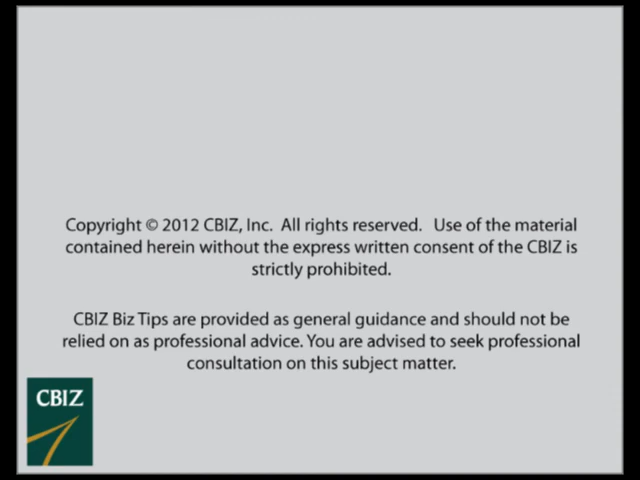 Copyright © 2012 CBIZ, Inc.  All rights reserved.   Use of the material
contained herein without the express written consent of the CBIZ is
strictly prohibited.
CBIZ Biz Tips are provided as general guidance and should not be
relied on as professional advice. You are advised to seek professional
consultation on this subject matter.
CBIZ